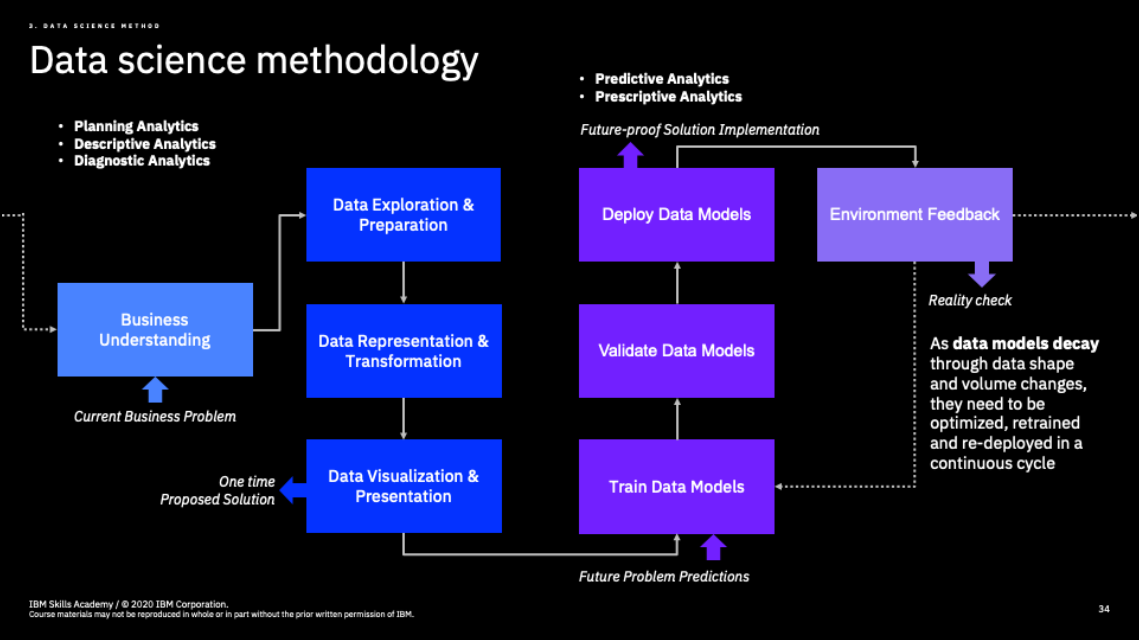 3. DATA SCIENCE METHOD
Data science methodology
• Planning Analytics
• Descriptive Analytics
• Diagnostic Analytics
• Predictive Analytics
• Prescriptive Analytics
Future-proof Solution Implementation
Business
Understanding
Current Business Problem
Data Exploration &
Preparation
Data Representation &
Transformation
Data Visualization &
Presentation
One time
Proposed Solution
Deploy Data Models
Validate Data Models
Train Data Models
Future Problem Predictions
Environment Feedback
Reality check
As data models decay
through data shape
and volume changes,
they need to be
optimized, retrained
and re-deployed in a
continuous cycle
IBM Skills Academy / © 2020 IBM Corporation.
Course materials may not be reproduced in whole or in part without the prior written permission of IBM.
34